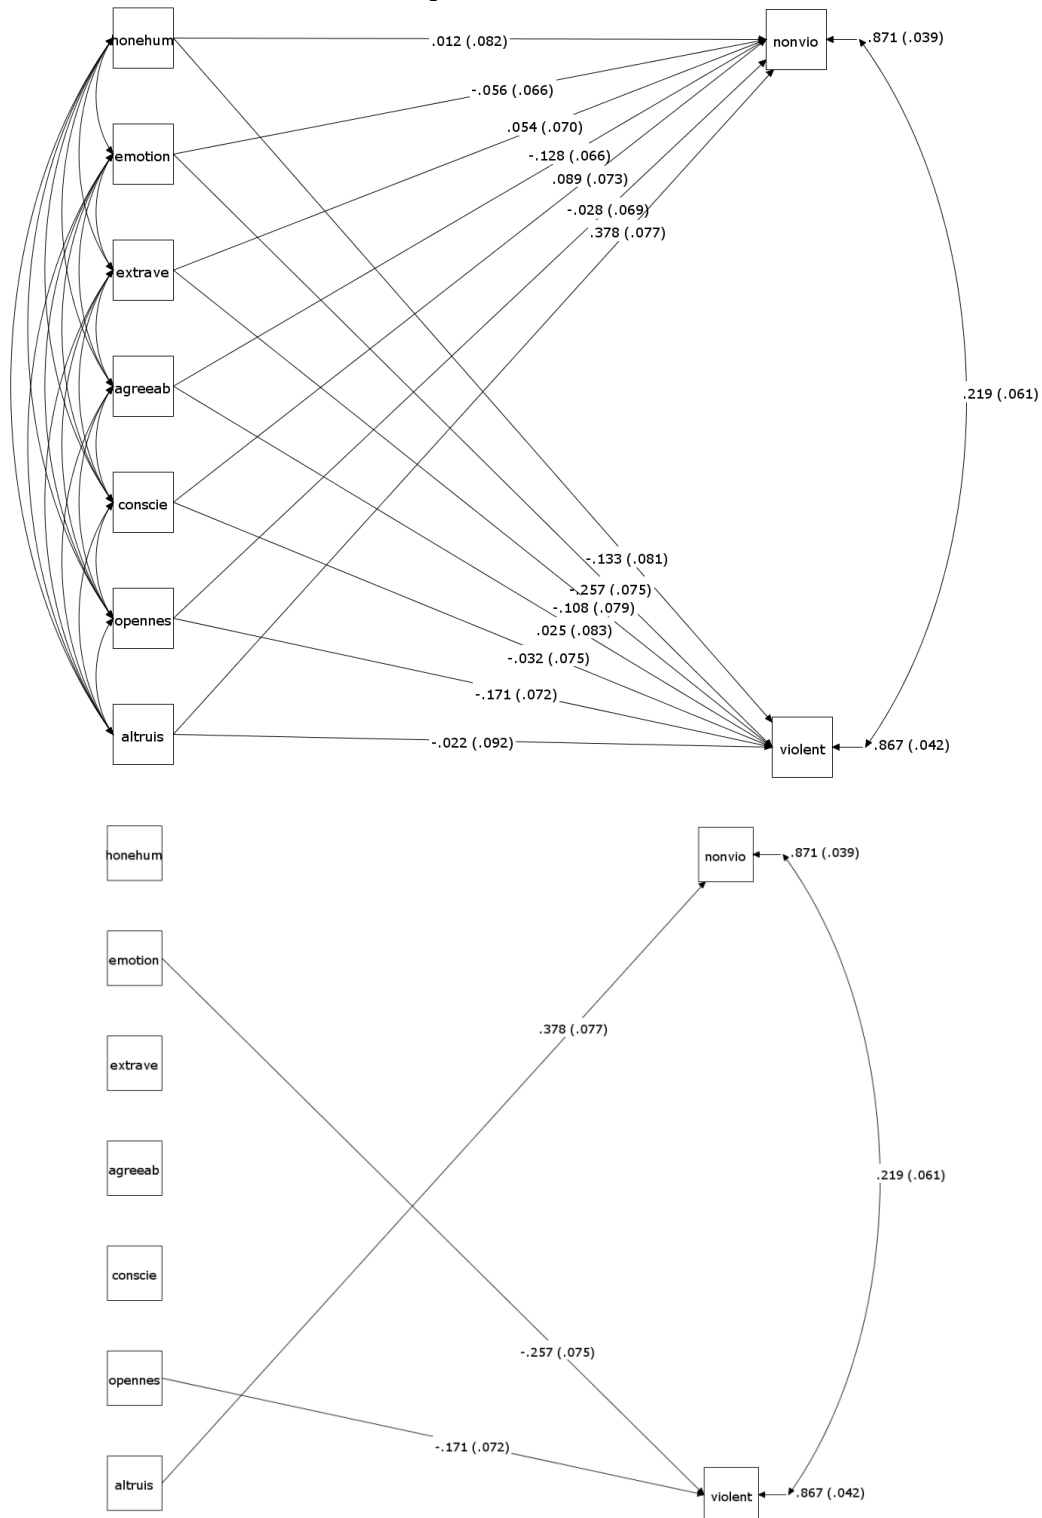 honehum
.012 (.082)
nonvio
.871 (.039)
-.056 (.066)
.054 (.070)
emotion
-.128 (.066)
.089 (.073)
-.028 (.069)
.378 (.077)
extrave
agreeab
.219 (.061)
conscie
-.133 (.081)
-.257 (.075)
-.108 (.079)
opennes
.025 (.083)
-.032 (.075)
-.171 (.072)
altruis
-.022 (.092)
violent
.867 (.042)
honehum
nonvio
.871 (.039)
emotion
.378 (.077)
extrave
agreeab
.219 (.061)
conscie
-.257 (.075)
opennes
-.171 (.072)
altruis
violent
.867 (.042)